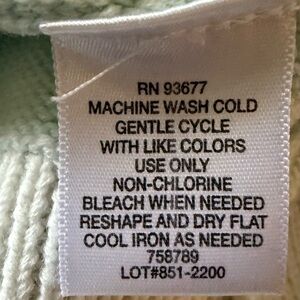 RN 93677
MACHINE WASH COLD
GENTLE CYCLE
WITH LIKE COLORS
USE ONLY
NON-CHLORINE
BLEACH WHEN NEEDED
RESHAPE AND DRY FLAT
COOL IRON AS NEEDED
758789
LOT#851-2200